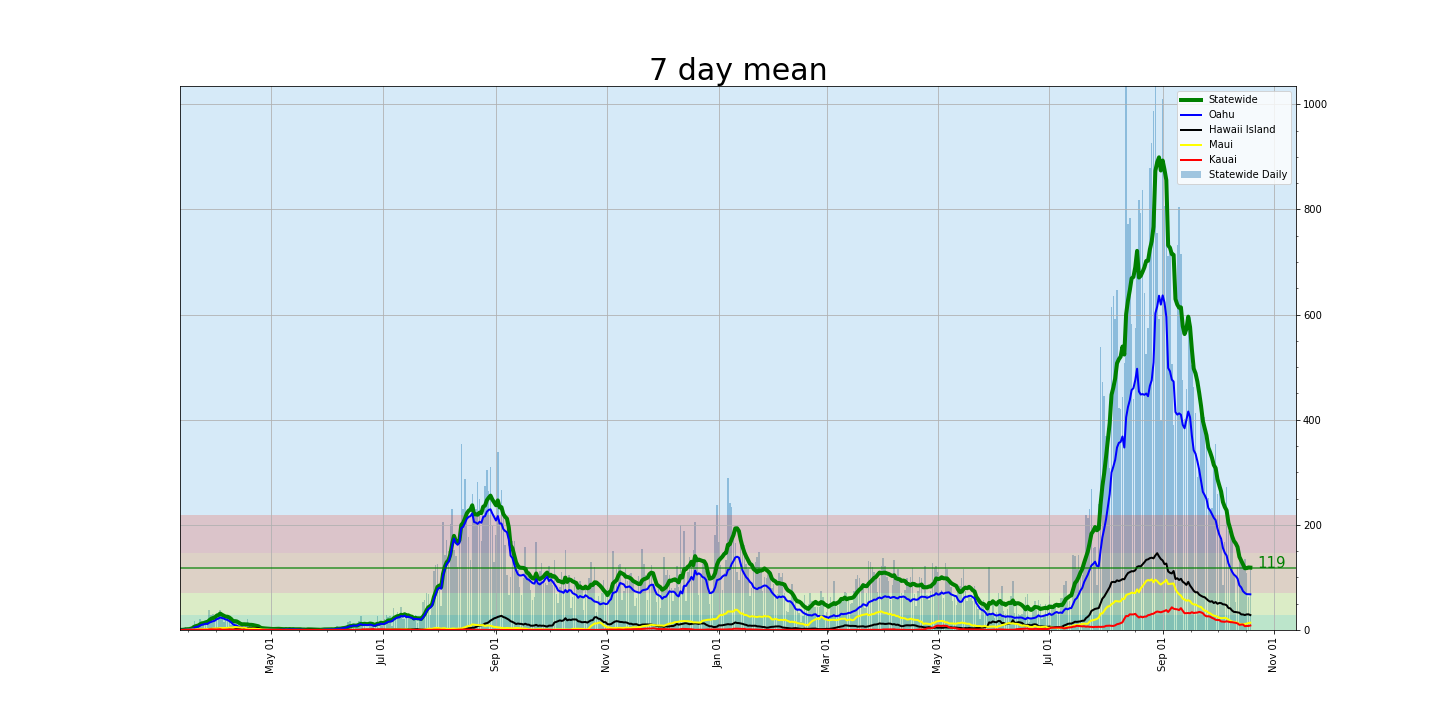 7 day mean
Statewide
Oahu
Hawaii Island
Maui
Kauai
Statewide Daily
1000
800
600
400
200
0
119
May 01
Jul 01
Sep 01
Nov 01
Jan 01
Mar 01
May 01
Jul 01
Sep 01
Nov 01